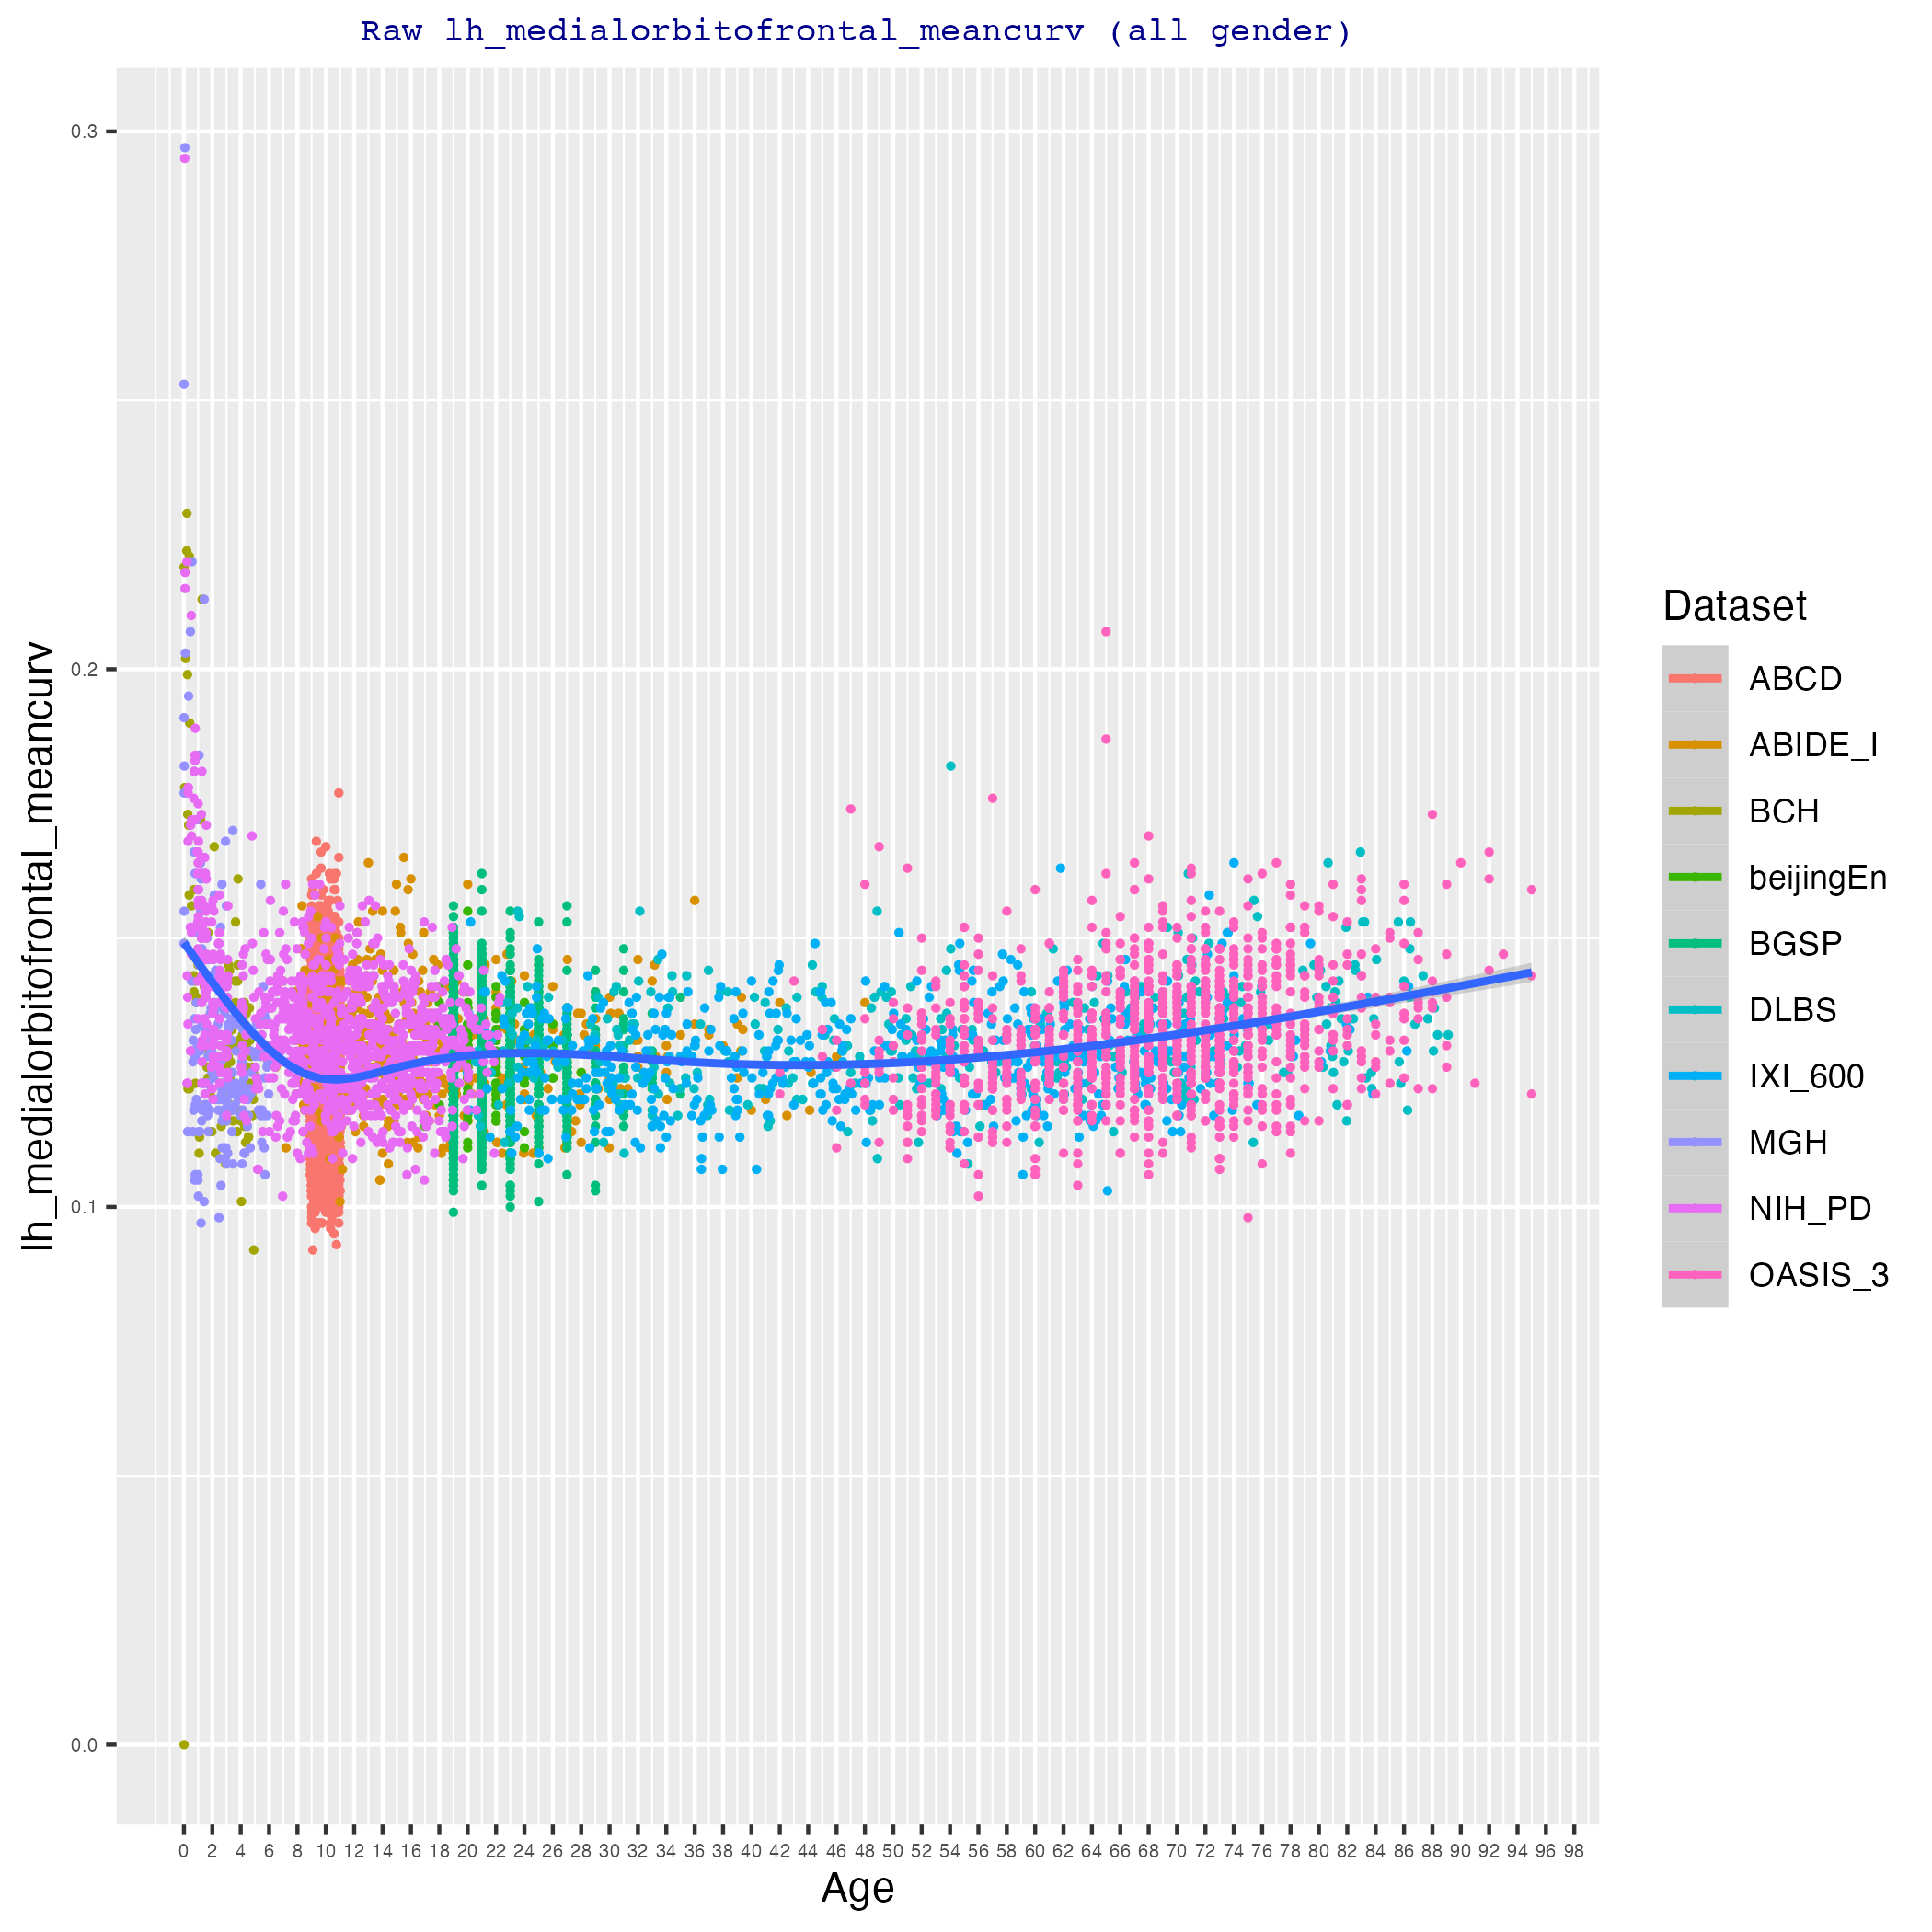 Raw lh_medialorbitofrontal_meancurv (all gender)
lh_medialorbitofrontal_meancurv
0.3
0.2
0.1
0.0
0 2 4 6 8 10 12 14 16 18 20 22 24 26 28 30 32 34 36 38 40 42 44 46 48 50 52 54 56 58 60 62 64 66 68 70 72 74 76 78 80 82 84 86 88 90 92 94 96 98
Age
Dataset
ABCD
ABIDE_I
BCH
beijingEn
BGSP
DLBS
IXI_600
MGH
NIH_PD
OASIS_3